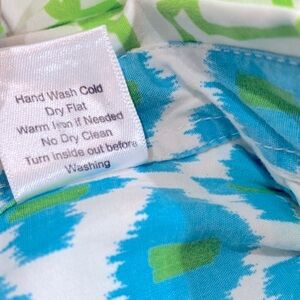 Hand Wash Cold
Dry Flat
Warm Iron if Needed
No Dry Clean
Turn inside out before
Washing